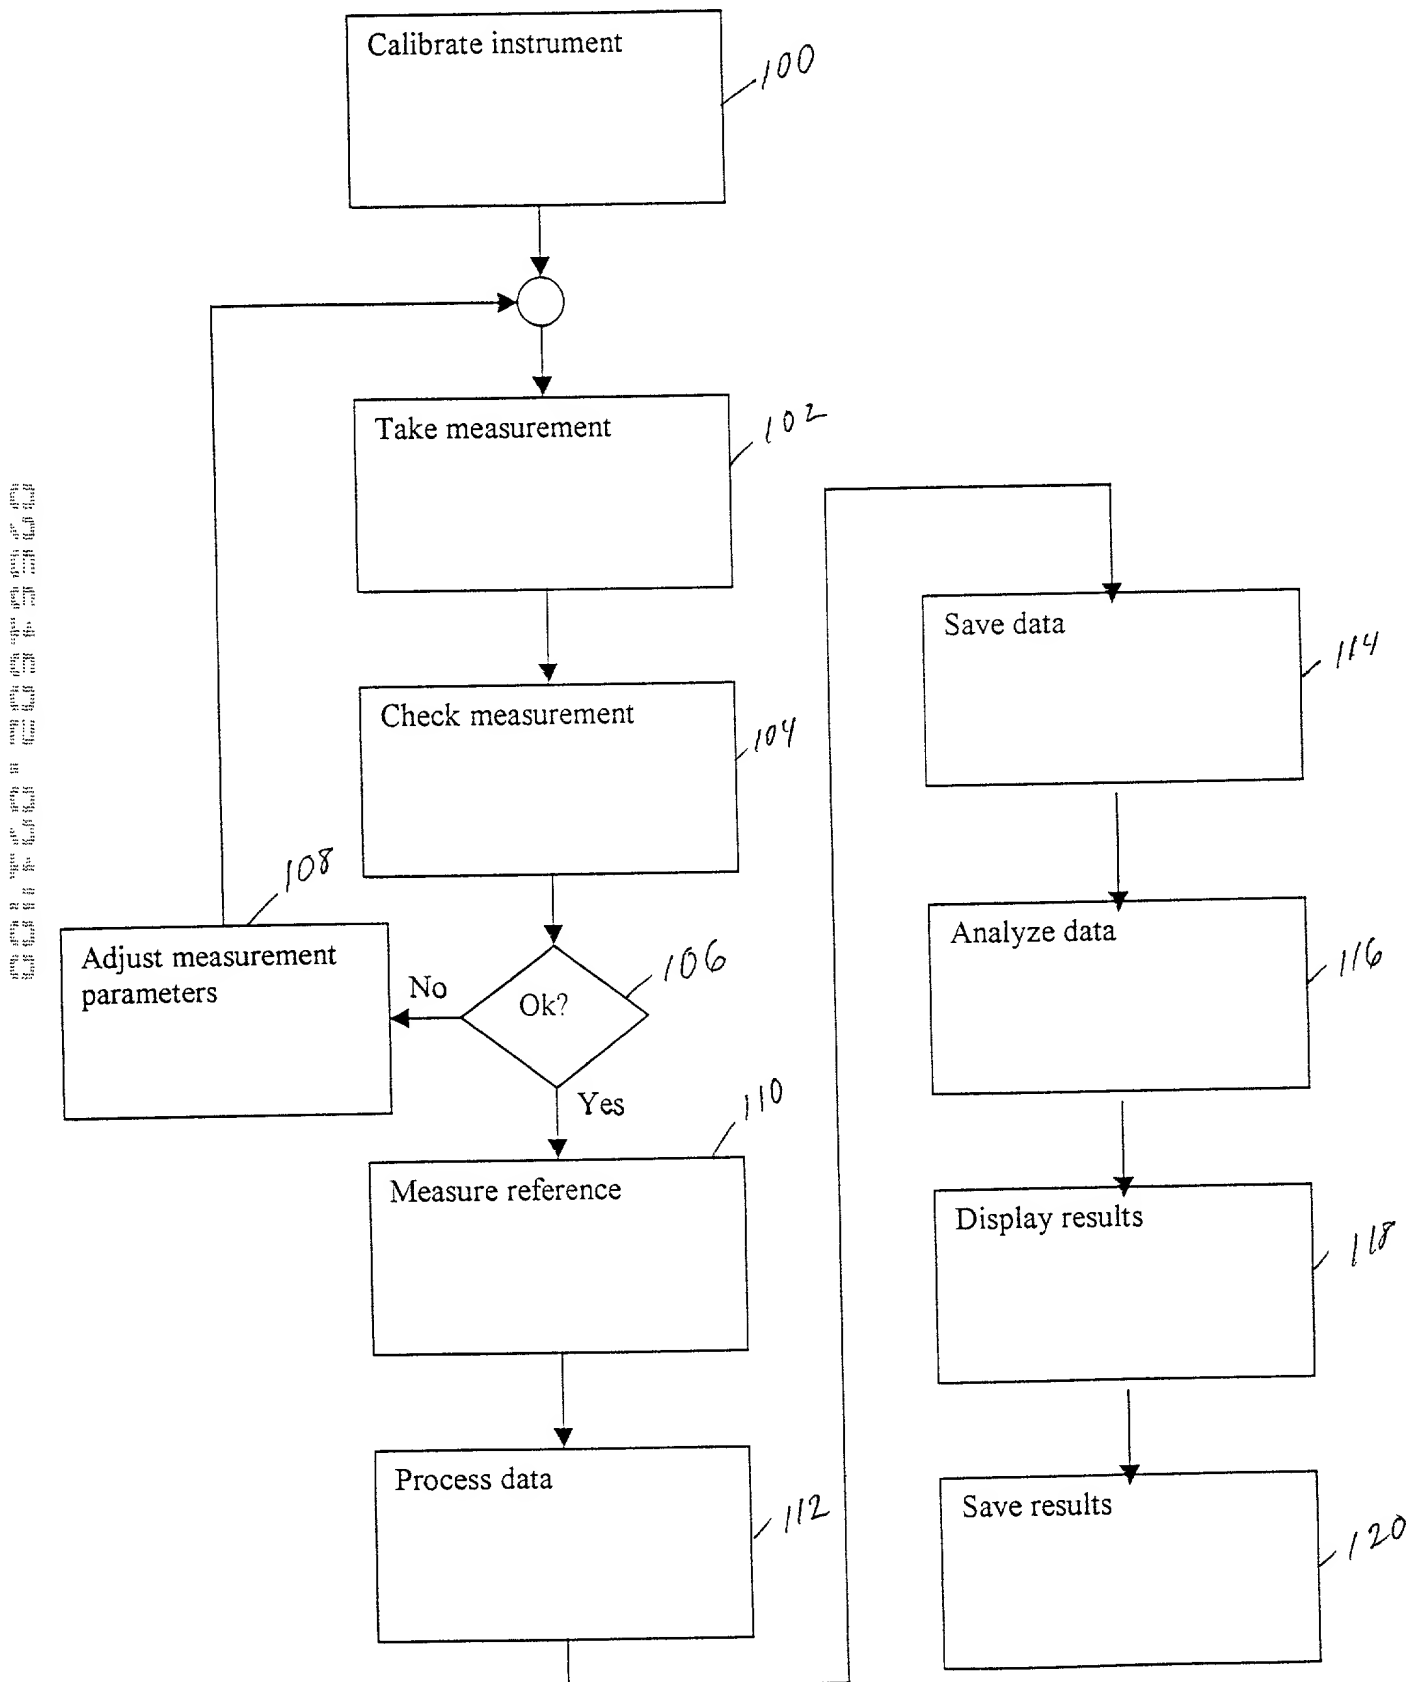 Calibrate instrument
100
Take measurement
102
Check measurement
104
108
Adjust measurement
parameters
No
Ok?
106
Yes
110
Measure reference
Process data
112
Save data
114
Analyze data
116
Display results
118
Save results
120